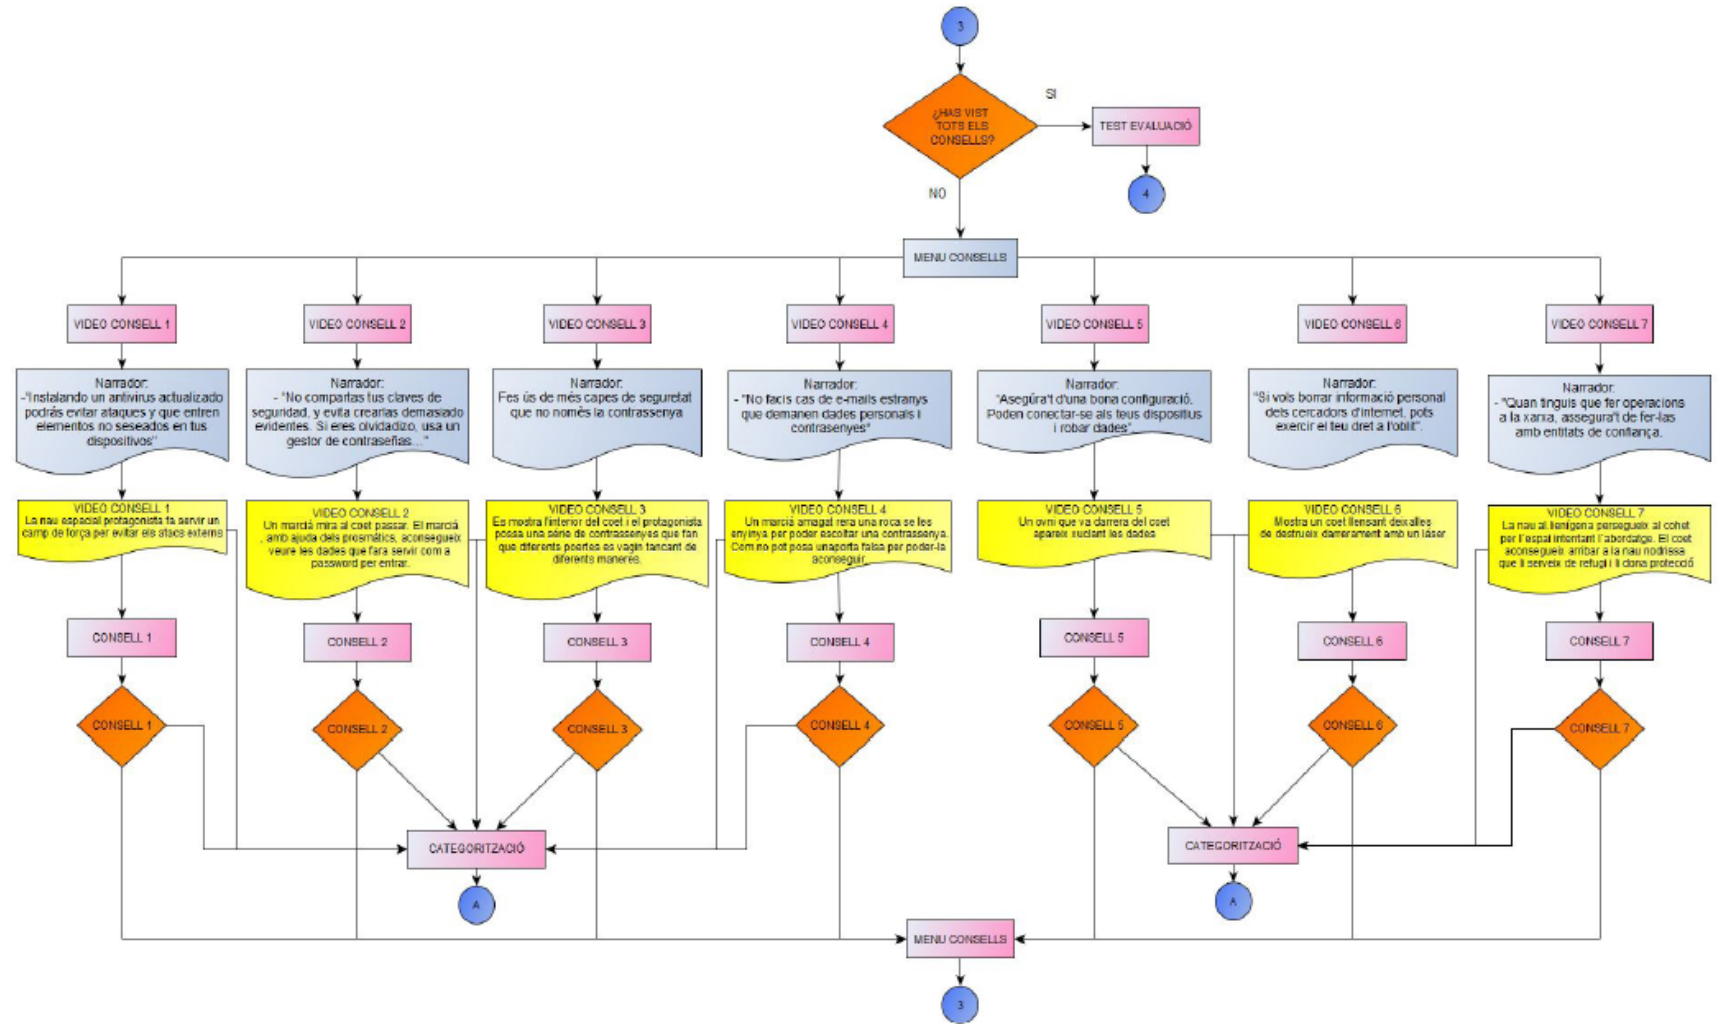 3
¿HAS VIST
TOTS ELS
CONSELLS?
SI
TEST EVALUACIÓ
4
NO
MENU CONSELLS
VIDEO CONSELL 1
VIDEO CONSELL 2
VIDEO CONSELL 3
VIDEO CONSELL 4
VIDEO CONSELL 5
VIDEO CONSELL 6
VIDEO CONSELL 7
Narrador:
-"Instalando un antivirus actualizado
podrás evitar ataques y que entren
elementos no seseados en tus
dispositivos"
Narrador:
- "No compartas tus claves de
seguridad, y evita crearlas demasiado
evidentes. Si eres olvidadizo, usa un
gestor de contraseñas..."
Narrador:
Fes ús de més capes de seguretat
que no només la contrassenya
Narrador:
- "No facis cas de e-mails estranys
que demanen dades personals i
contrasenyes"
Narrador:
"Asegúra't d'una bona configuració.
Poden conectar-se als teus dispositius
i robar dades"
Narrador:
"Si vols borrar informació personal
dels cercadors d'internet, pots
exercir el teu dret a l'oblit".
Narrador:
- "Quan tinguis que fer operacions
a la xarxa, assegura't de fer-las
amb entitats de confiança.
VIDEO CONSELL 1
La nau espacial protagonista fa servir un
camp de força per evitar els atacs externs
VIDEO CONSELL 2
Un marcià mira al coet passar. El marcià
, amb ajuda dels prosmátics, aconsegueix
veure les dades que fara servir com a
password per entrar.
VIDEO CONSELL 3
Es mostra l'interior del coet i el protagonista
possa una série de contrassenyes que fan
que diferents poertes es vagin tancant de
diferents maneres.
VIDEO CONSELL 4
Un marcià amagat rera una roca se les
enyinya per poder escoltar una contrassenya.
Com no pot posa unaporta falsa per poder-la
aconseguir
VIDEO CONSELL 5
Un ovni que va darrera del coet
apareix xuclant les dades
VIDEO CONSELL 6
Mostra un coet llensant deixalles
de destrueix darrerament amb un làser
VIDEO CONSELL 7
La nau al.lienígena persegueix al cohet
per l'espai intentant l'abordatge. El coet
aconsegueix arribar a la nau nodrissa
que li serveix de refugi i li dona protecció
CONSELL 1
CONSELL 2
CONSELL 3
CONSELL 4
CONSELL 5
CONSELL 6
CONSELL 7
CONSELL 1
CONSELL 2
CONSELL 3
CONSELL 4
CONSELL 5
CONSELL 6
CONSELL 7
CATEGORITZACIÓ
CATEGORITZACIÓ
A
A
MENU CONSELLS
3